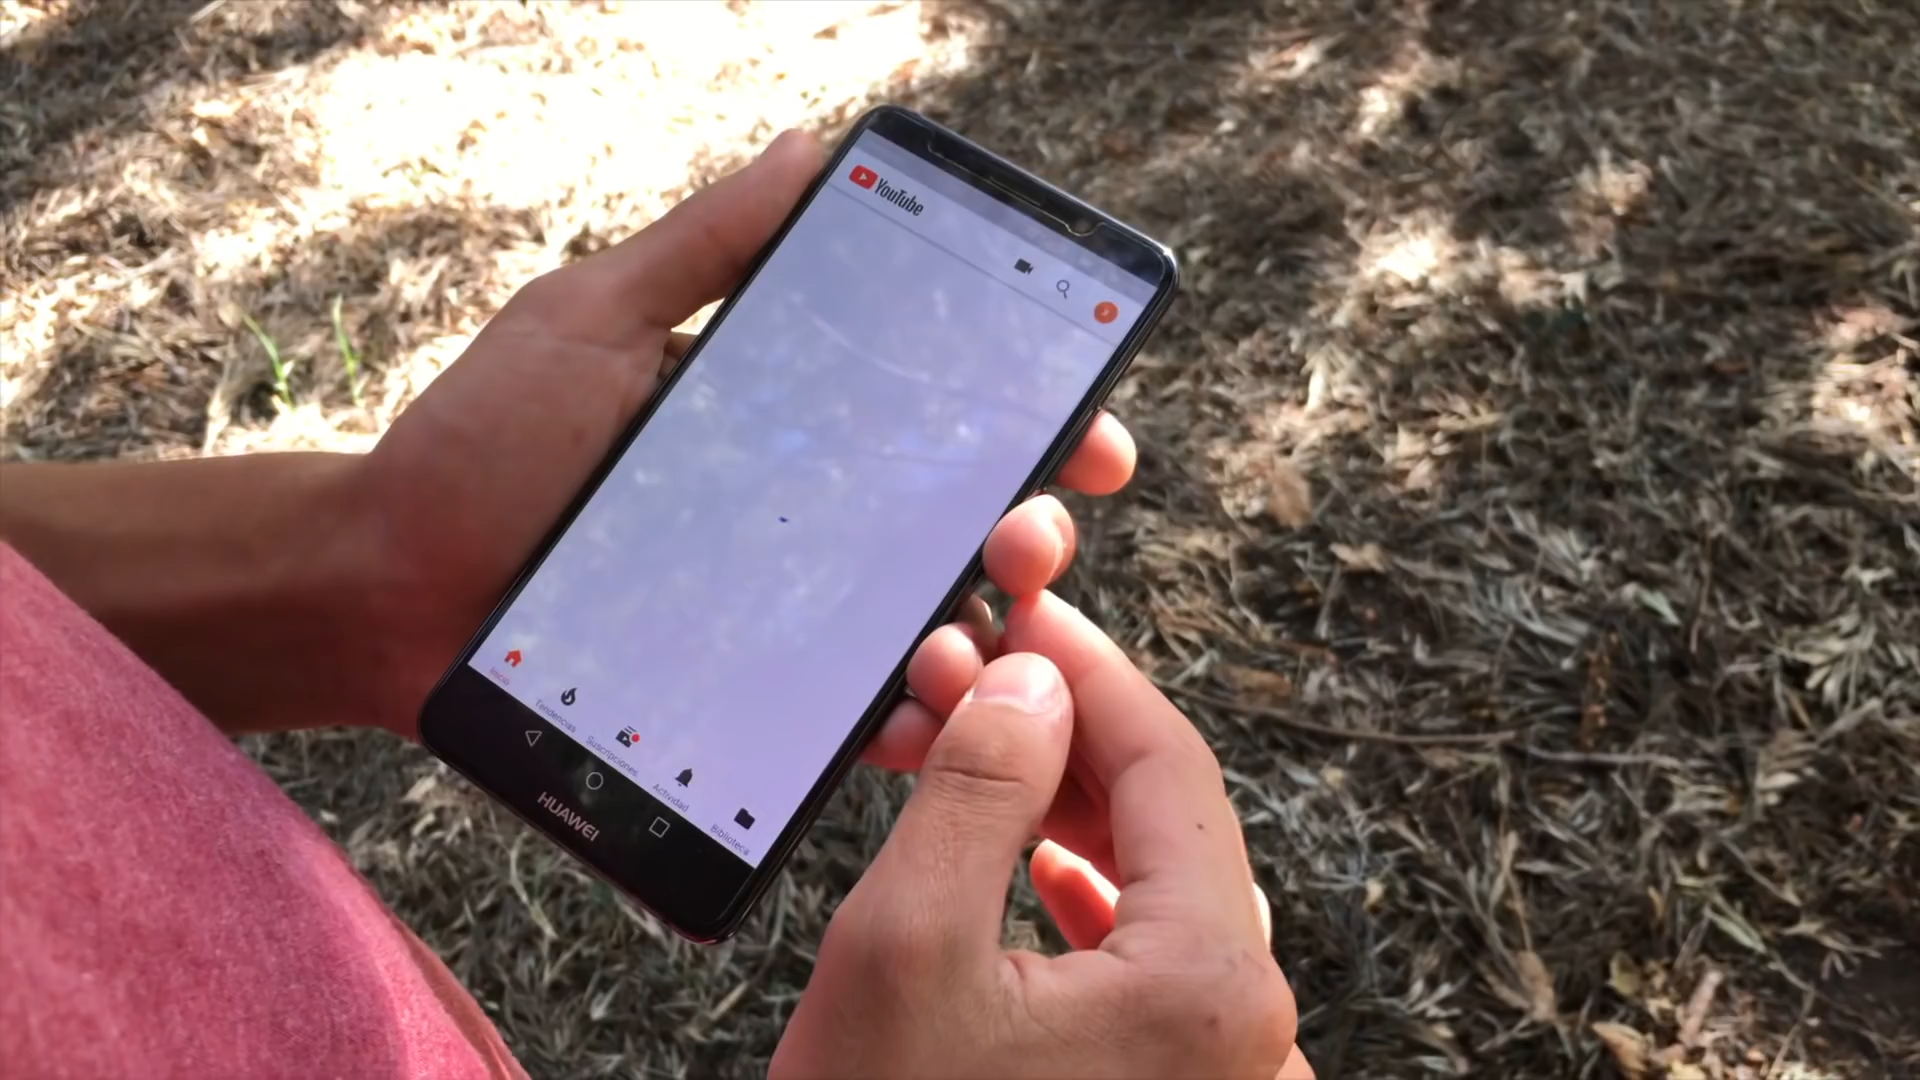 YouTube
Inicio
Tendencias
Suscripciones
Actividad
Biblioteca
HUAWEI